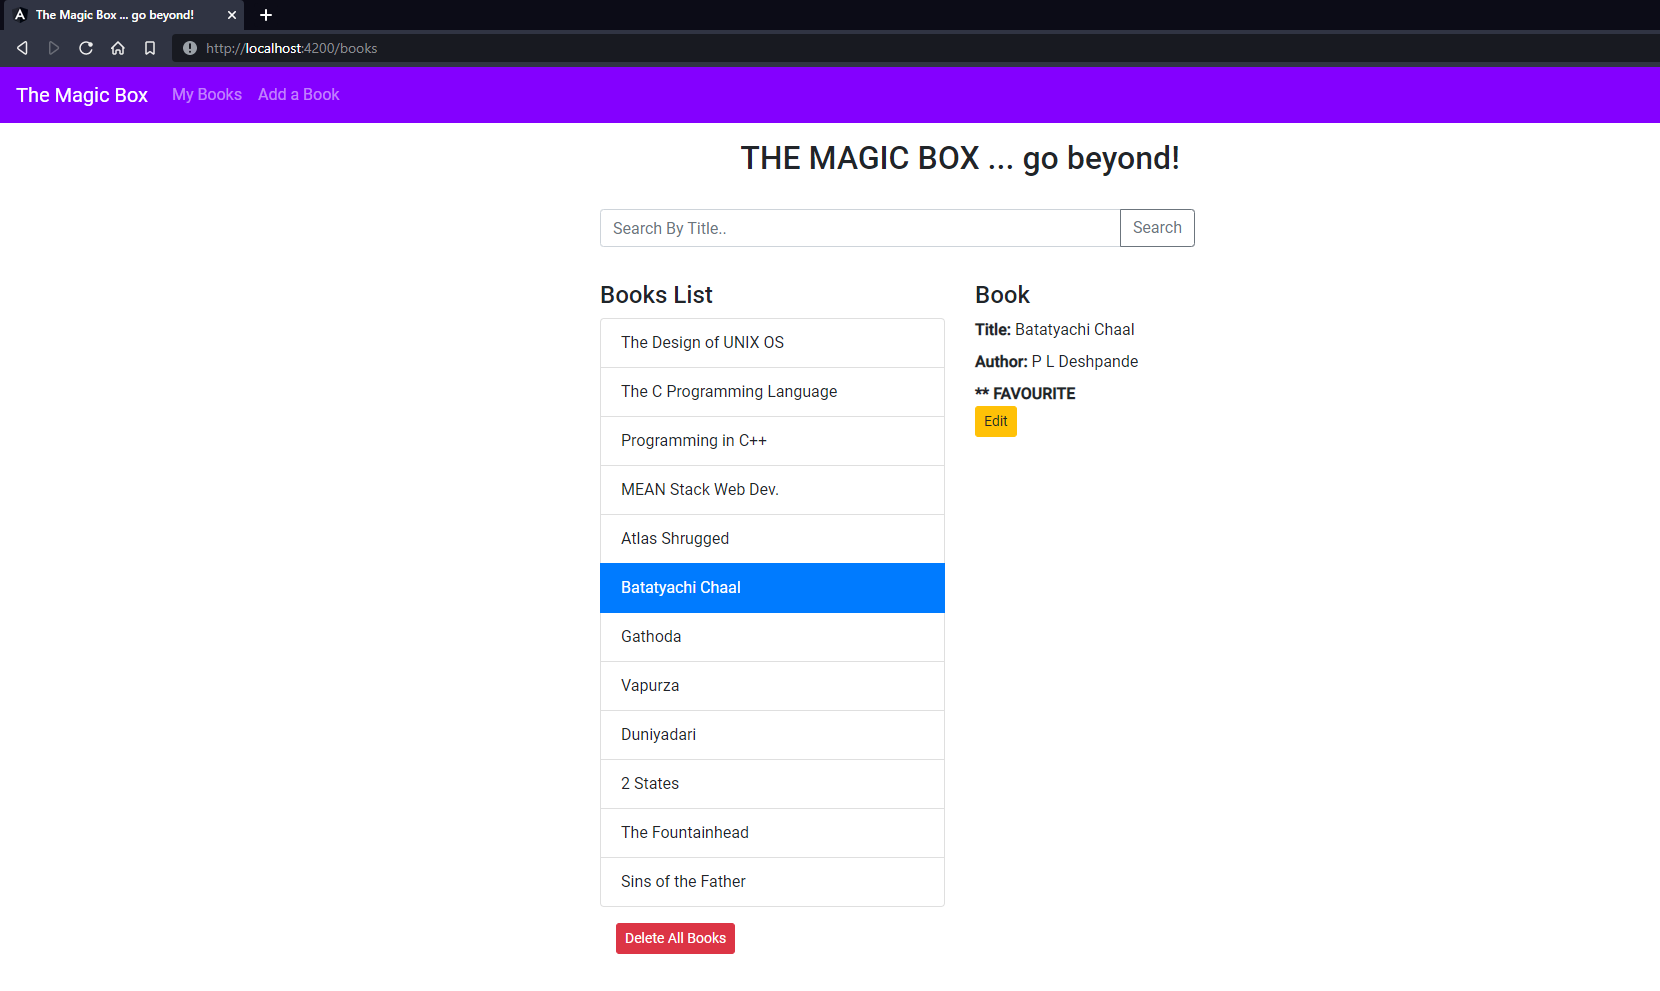 The Magic Box ... go beyond!
http://localhost:4200/books
The Magic Box My Books Add a Book
THE MAGIC BOX ... go beyond!
Search By Title.. Search
Books List
The Design of UNIX OS
The C Programming Language
Programming in C++
MEAN Stack Web Dev.
Atlas Shrugged
Batatyachi Chaal
Gathoda
Vapurza
Duniyadari
2 States
The Fountainhead
Sins of the Father
Delete All Books
Book
Title: Batatyachi Chaal
Author: P L Deshpande
** FAVOURITE
Edit